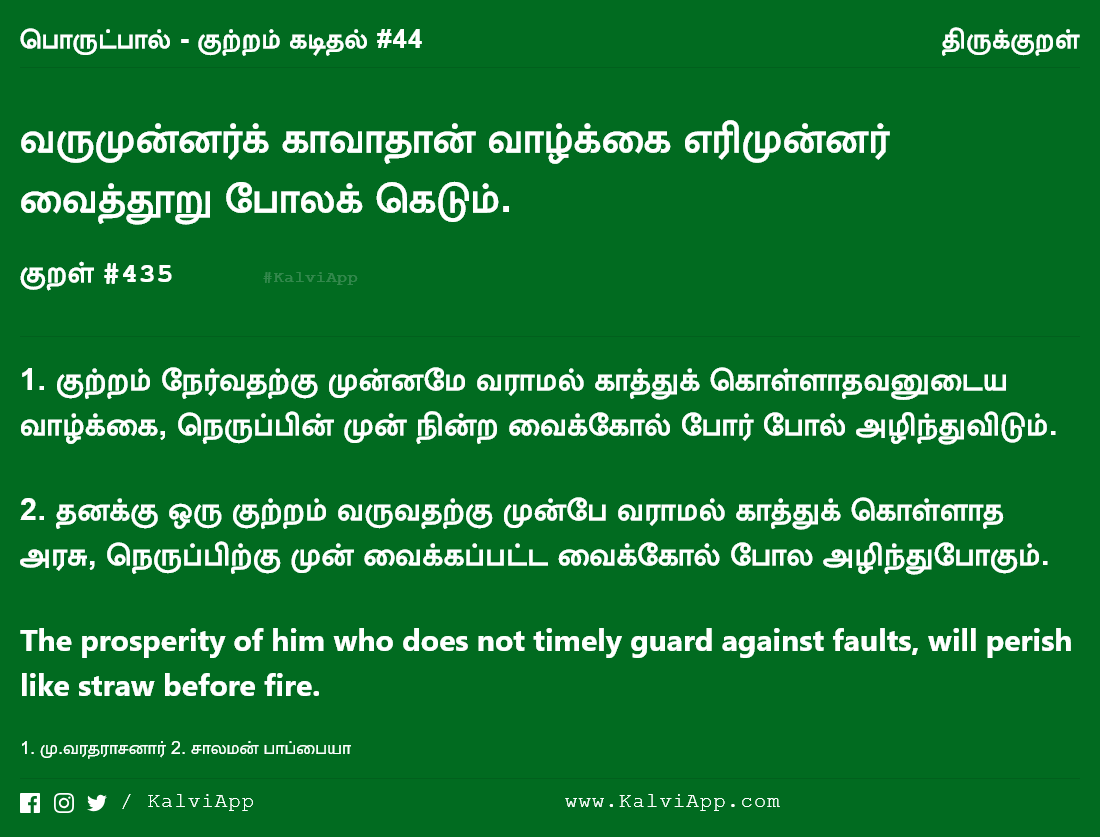 பொருட்பால் - குற்றம் கடிதல் #44 திருக்குறள்
வருமுன்னர்க் காவாதான் வாழ்க்கை எரிமுன்னர்
வைத்தூறு போலக் கெடும்.
குறள் #435 #KalviApp
1. குற்றம் நேர்வதற்கு முன்னமே வராமல் காத்துக் கொள்ளாதவனுடைய
வாழ்க்கை, நெருப்பின் முன் நின்ற வைக்கோல் போர் போல் அழிந்துவிடும்.
2. தனக்கு ஒரு குற்றம் வருவதற்கு முன்பே வராமல் காத்துக் கொள்ளாத
அரசு, நெருப்பிற்கு முன் வைக்கப்பட்ட வைக்கோல் போல அழிந்துபோகும்.
The prosperity of him who does not timely guard against faults, will perish
like straw before fire.
1. மு.வரதராசனார் 2. சாலமன் பாப்பையா
/ KalviApp www.KalviApp.com